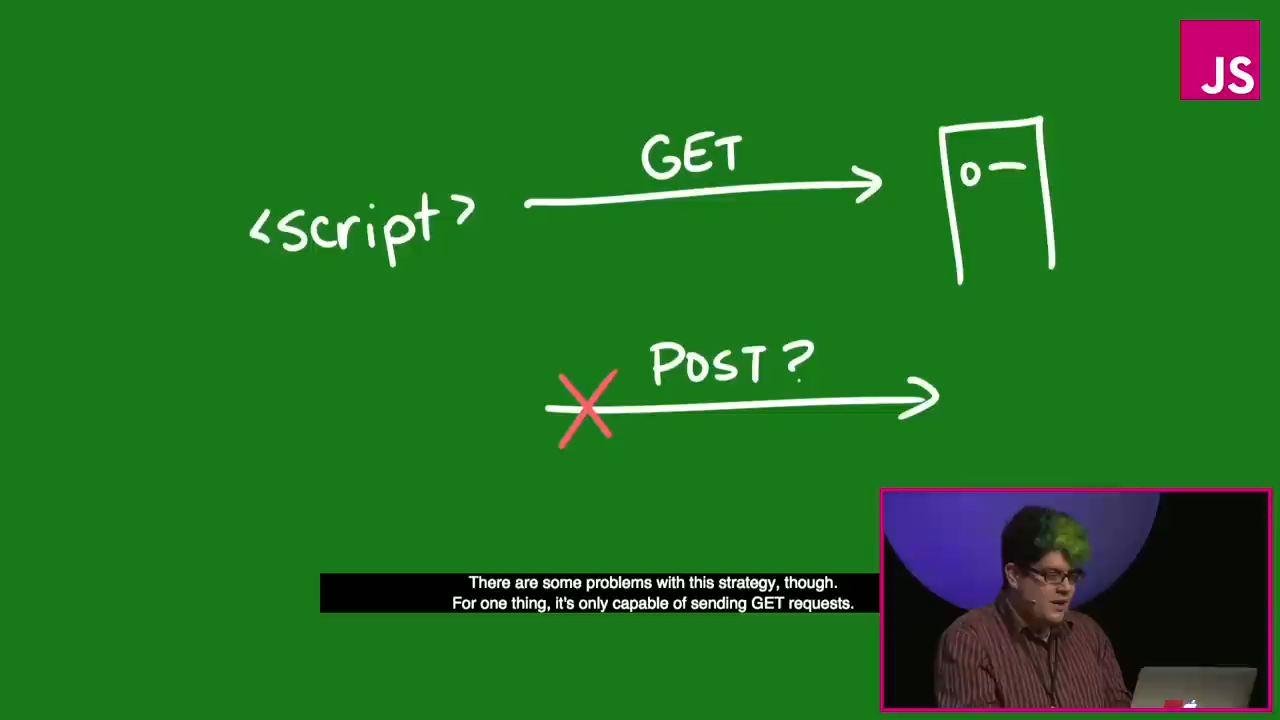 JS
GET
<script>
POST?
There are some problems with this strategy, though.
For one thing, it's only capable of sending GET requests.